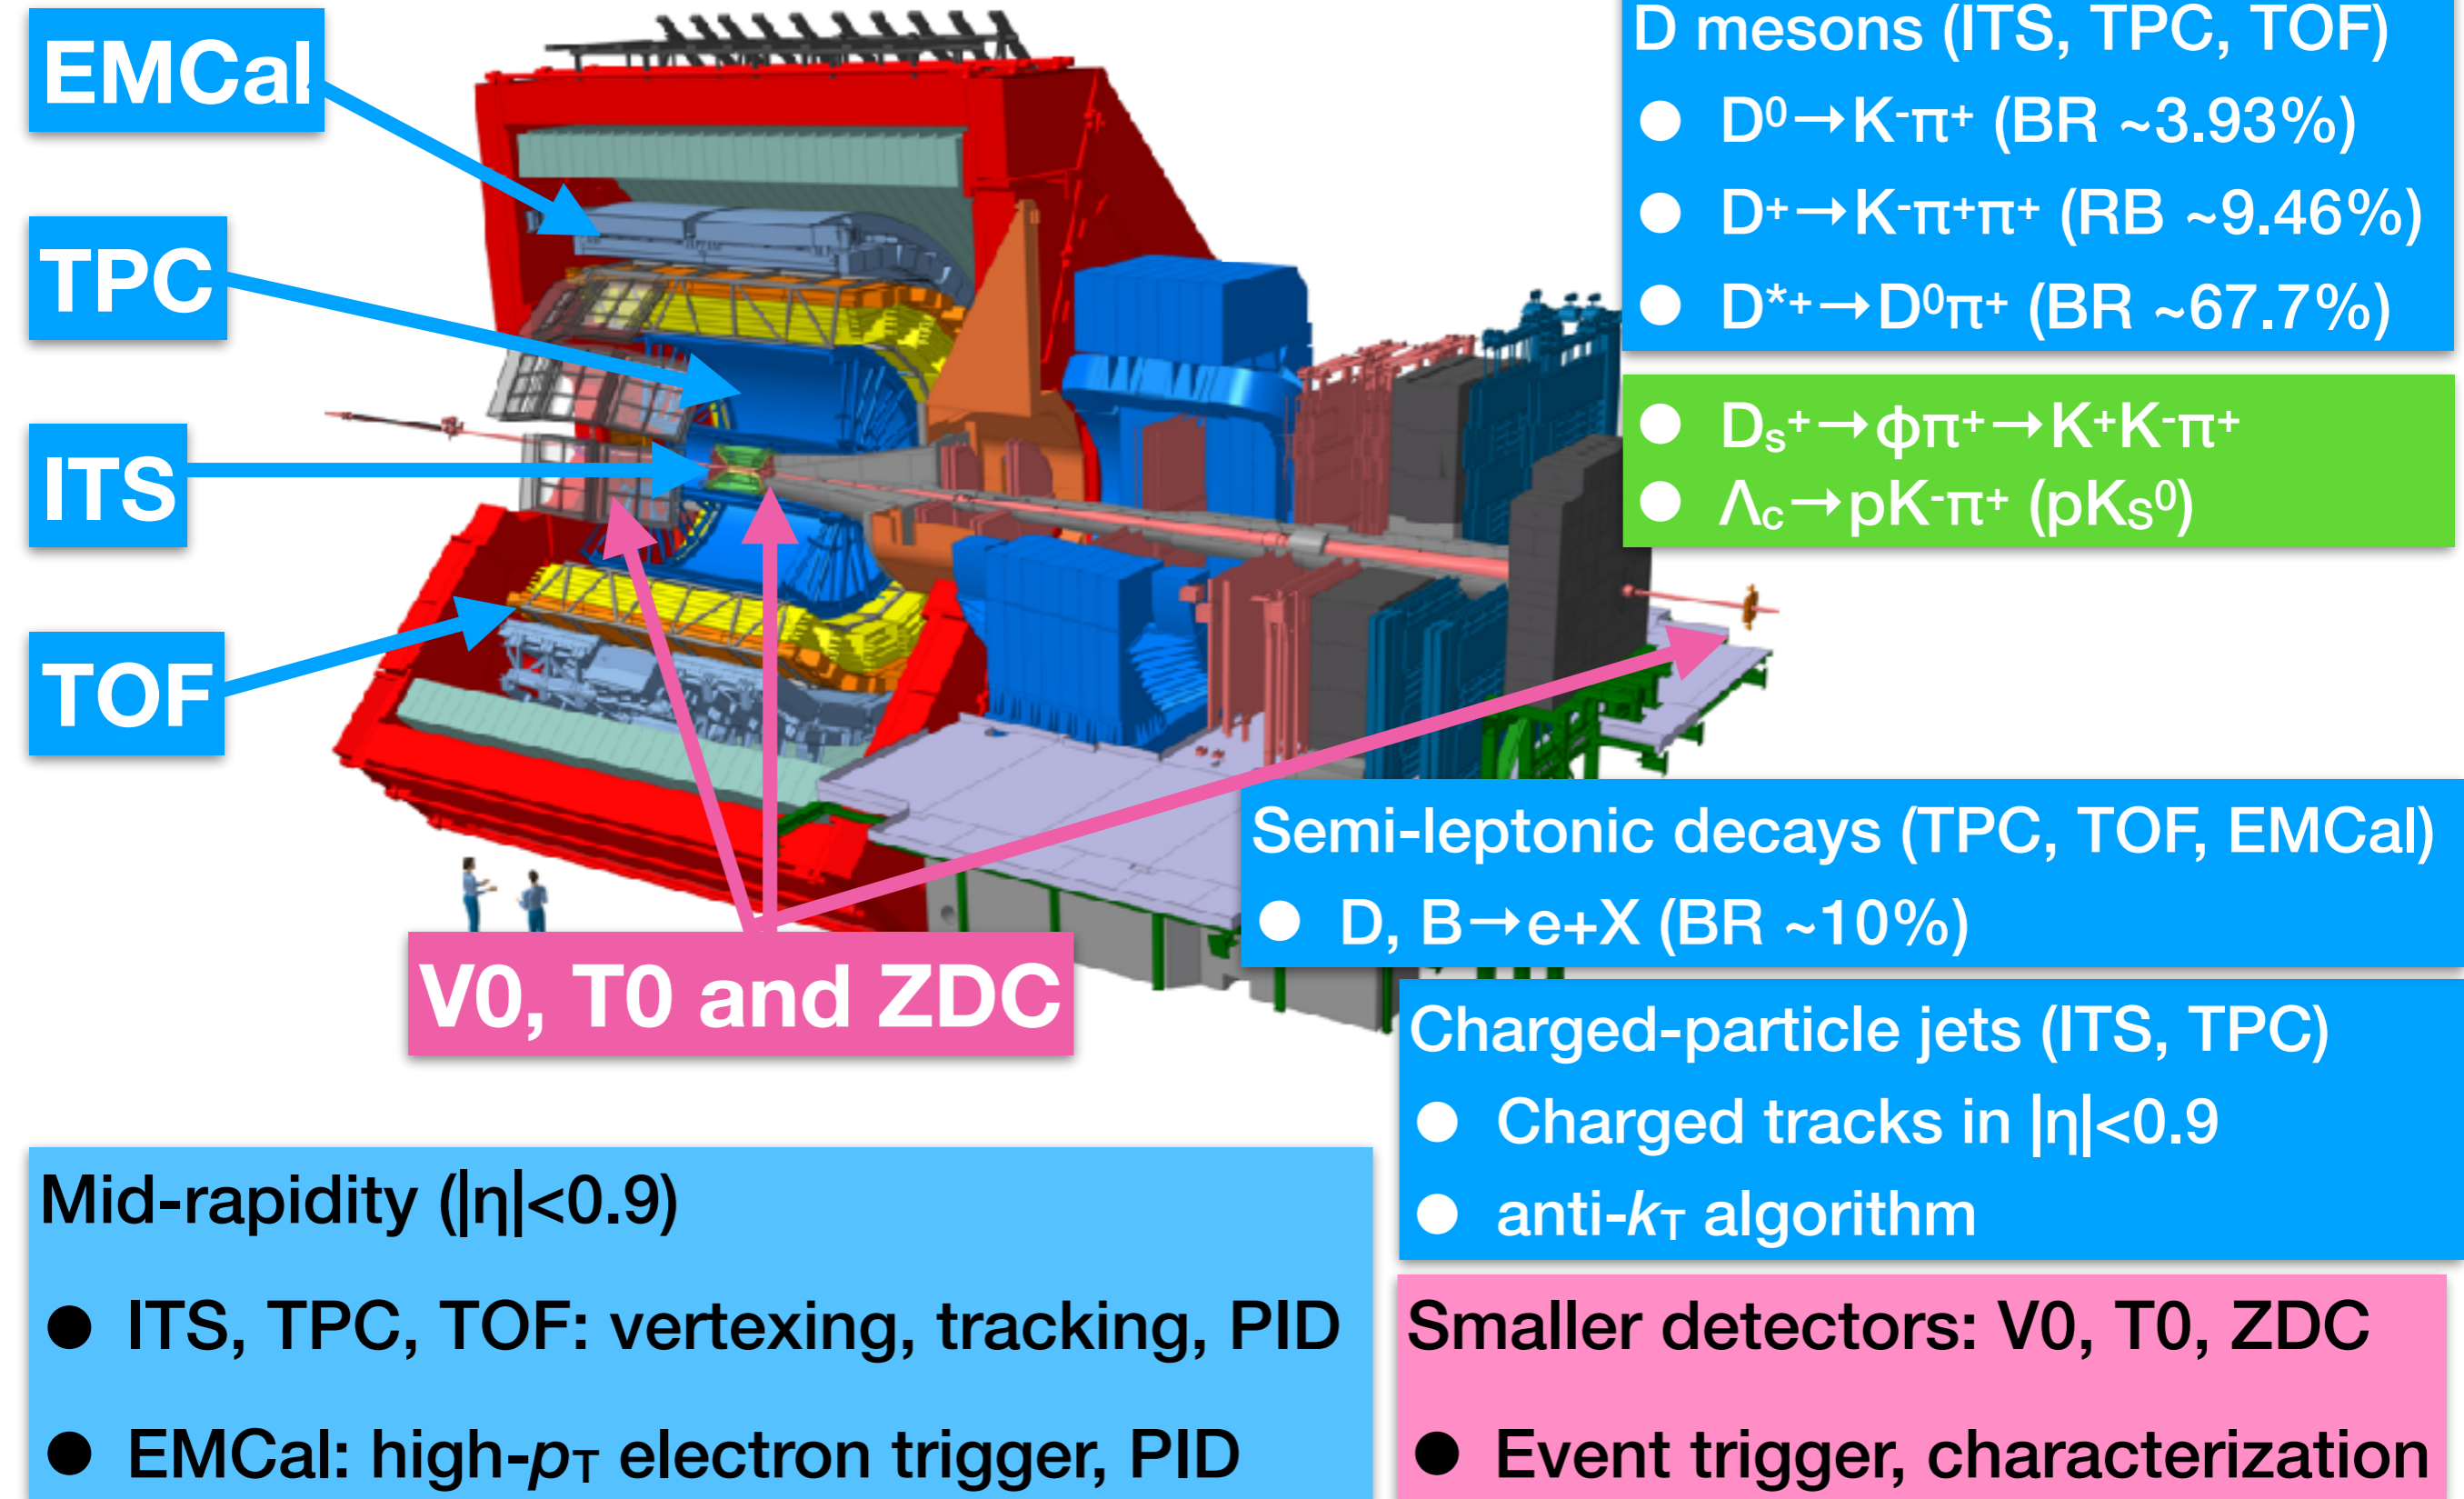 EMCal
TPC
ITS
TOF
V0, T0 and ZDC
D mesons (ITS, TPC, TOF)
● D⁰→K⁻π⁺ (BR ~3.93%)
● D⁺→K⁻π⁺π⁺ (RB ~9.46%)
● D*⁺→D⁰π⁺ (BR ~67.7%)
● Dₛ⁺→φπ⁺→K⁺K⁻π⁺
● Λc→pK⁻π⁺ (pKS⁰)
Semi-leptonic decays (TPC, TOF, EMCal)
● D, B→e+X (BR ~10%)
Charged-particle jets (ITS, TPC)
● Charged tracks in |η|<0.9
● anti-kT algorithm
Mid-rapidity (|η|<0.9)
● ITS, TPC, TOF: vertexing, tracking, PID
● EMCal: high-pT electron trigger, PID
Smaller detectors: V0, T0, ZDC
● Event trigger, characterization